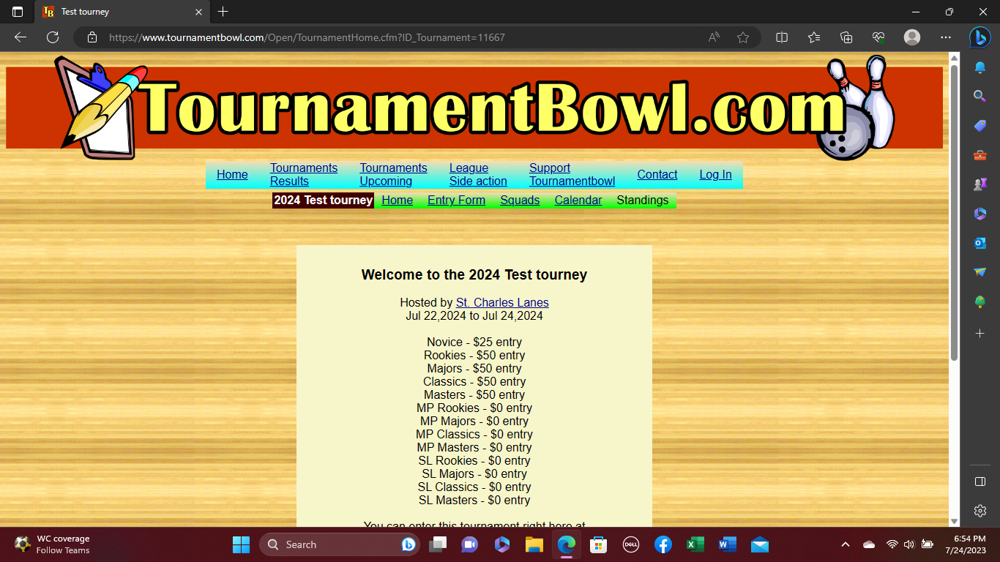 Test tourney
https://www.tournamentbowl.com/Open/TournamentHome.cfm?ID_Tournament=11667
TournamentBowl.com
Home
Tournaments
Results
Tournaments
Upcoming
League
Side action
Support
Tournamentbowl
Contact
Log In
2024 Test tourney Home Entry Form Squads Calendar Standings
Welcome to the 2024 Test tourney
Hosted by St. Charles Lanes
Jul 22,2024 to Jul 24,2024
Novice - $25 entry
Rookies - $50 entry
Majors - $50 entry
Classics - $50 entry
Masters - $50 entry
MP Rookies - $0 entry
MP Majors - $0 entry
MP Classics - $0 entry
MP Masters - $0 entry
SL Rookies - $0 entry
SL Majors - $0 entry
SL Classics - $0 entry
SL Masters - $0 entry
You can enter this tournament right here at
WC coverage
Follow Teams
Search
DELL
6:54 PM
7/24/2023